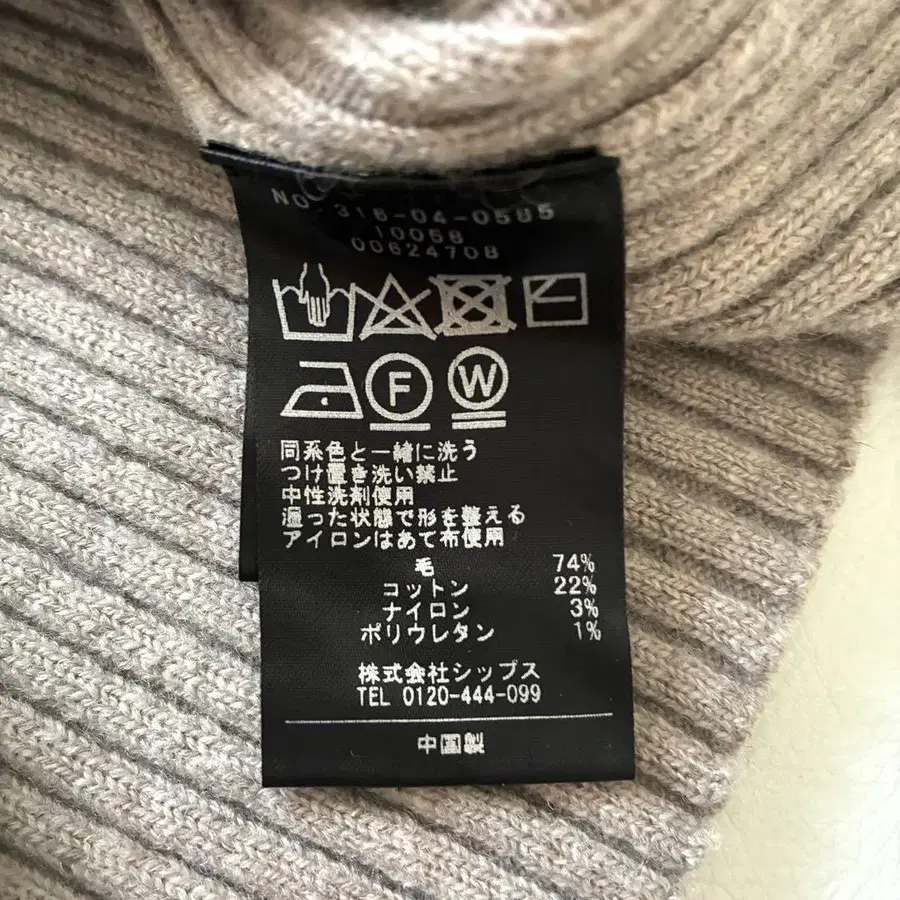 NO. 316-04-0585
10058
00624708
F W
同系色と一緒に洗う
つけ置き洗い禁止
中性洗剤使用
湿った状態で形を整える
アイロンはあて布使用
毛 74%
コットン 22%
ナイロン 3%
ポリウレタン 1%
株式会社シップス
TEL 0120-444-099
中国製